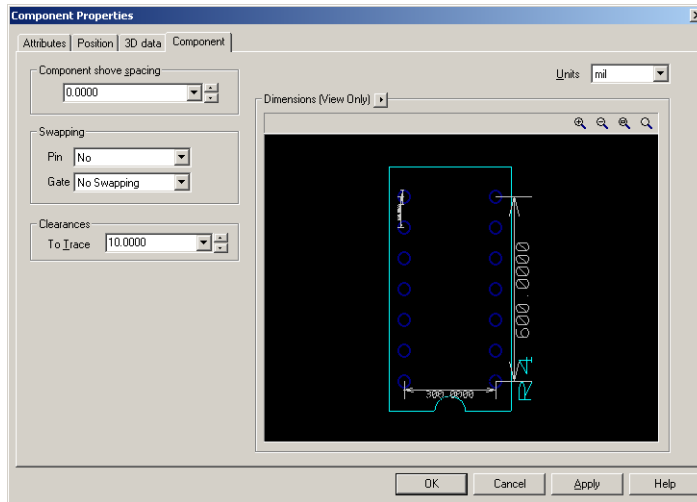 Component Properties
Attributes
Position
3D data
Component
Component shove spacing
0.0000
Units
mil
Dimensions (View Only)
Swapping
Pin
No
Gate
No Swapping
Clearances
To Trace
10.0000
600.0000
300.0000
OK
Cancel
Apply
Help